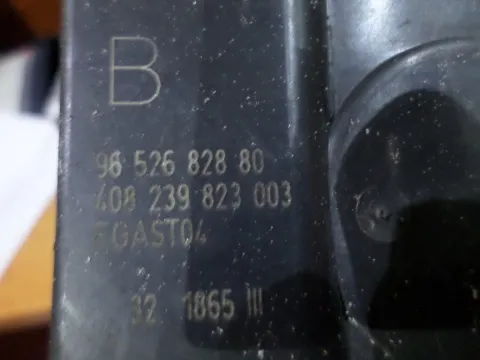 B
96 526 828 80
408 239 823 003
FGAST04
32 1865 III